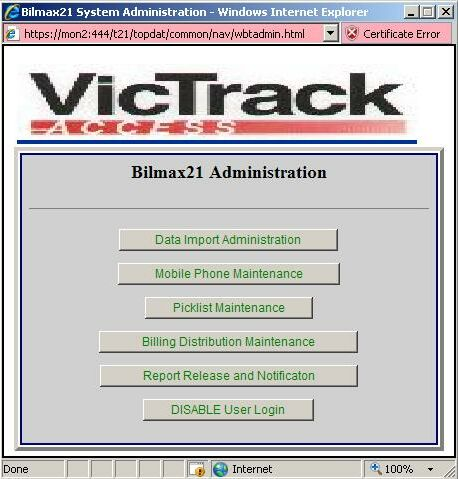 Bilmax21 System Administration - Windows Internet Explorer
https://mon2:444/t21/topdat/common/nav/wbtadmin.html Certificate Error
VicTrack
ACCESS
Bilmax21 Administration
Data Import Administration
Mobile Phone Maintenance
Picklist Maintenance
Billing Distribution Maintenance
Report Release and Notificaton
DISABLE User Login
Done Internet 100%